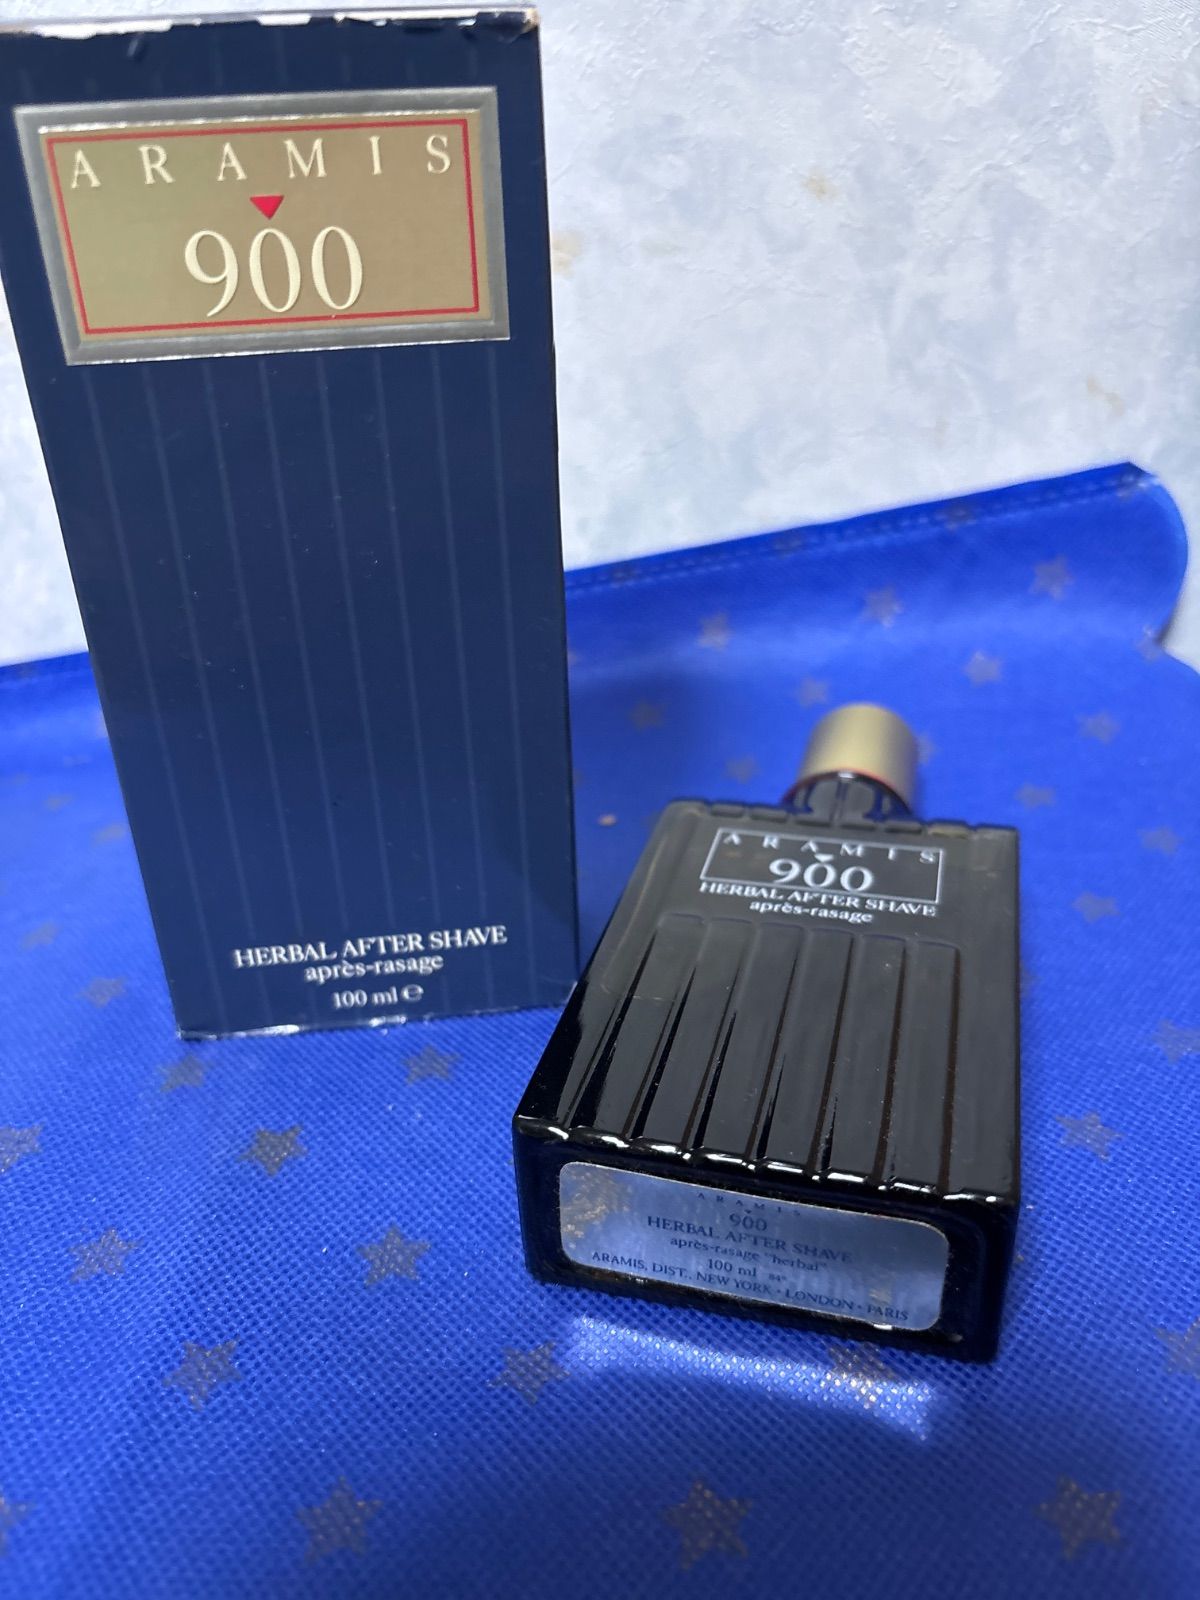 ARAMIS
900
HERBAL AFTER SHAVE
après-rasage
100 ml ℮
ARAMIS
900
HERBAL AFTER SHAVE
après-rasage
ARAMIS
900
HERBAL AFTER SHAVE
après-rasage "herbal"
100 ml 84°
ARAMIS, DIST., NEW YORK • LONDON • PARIS